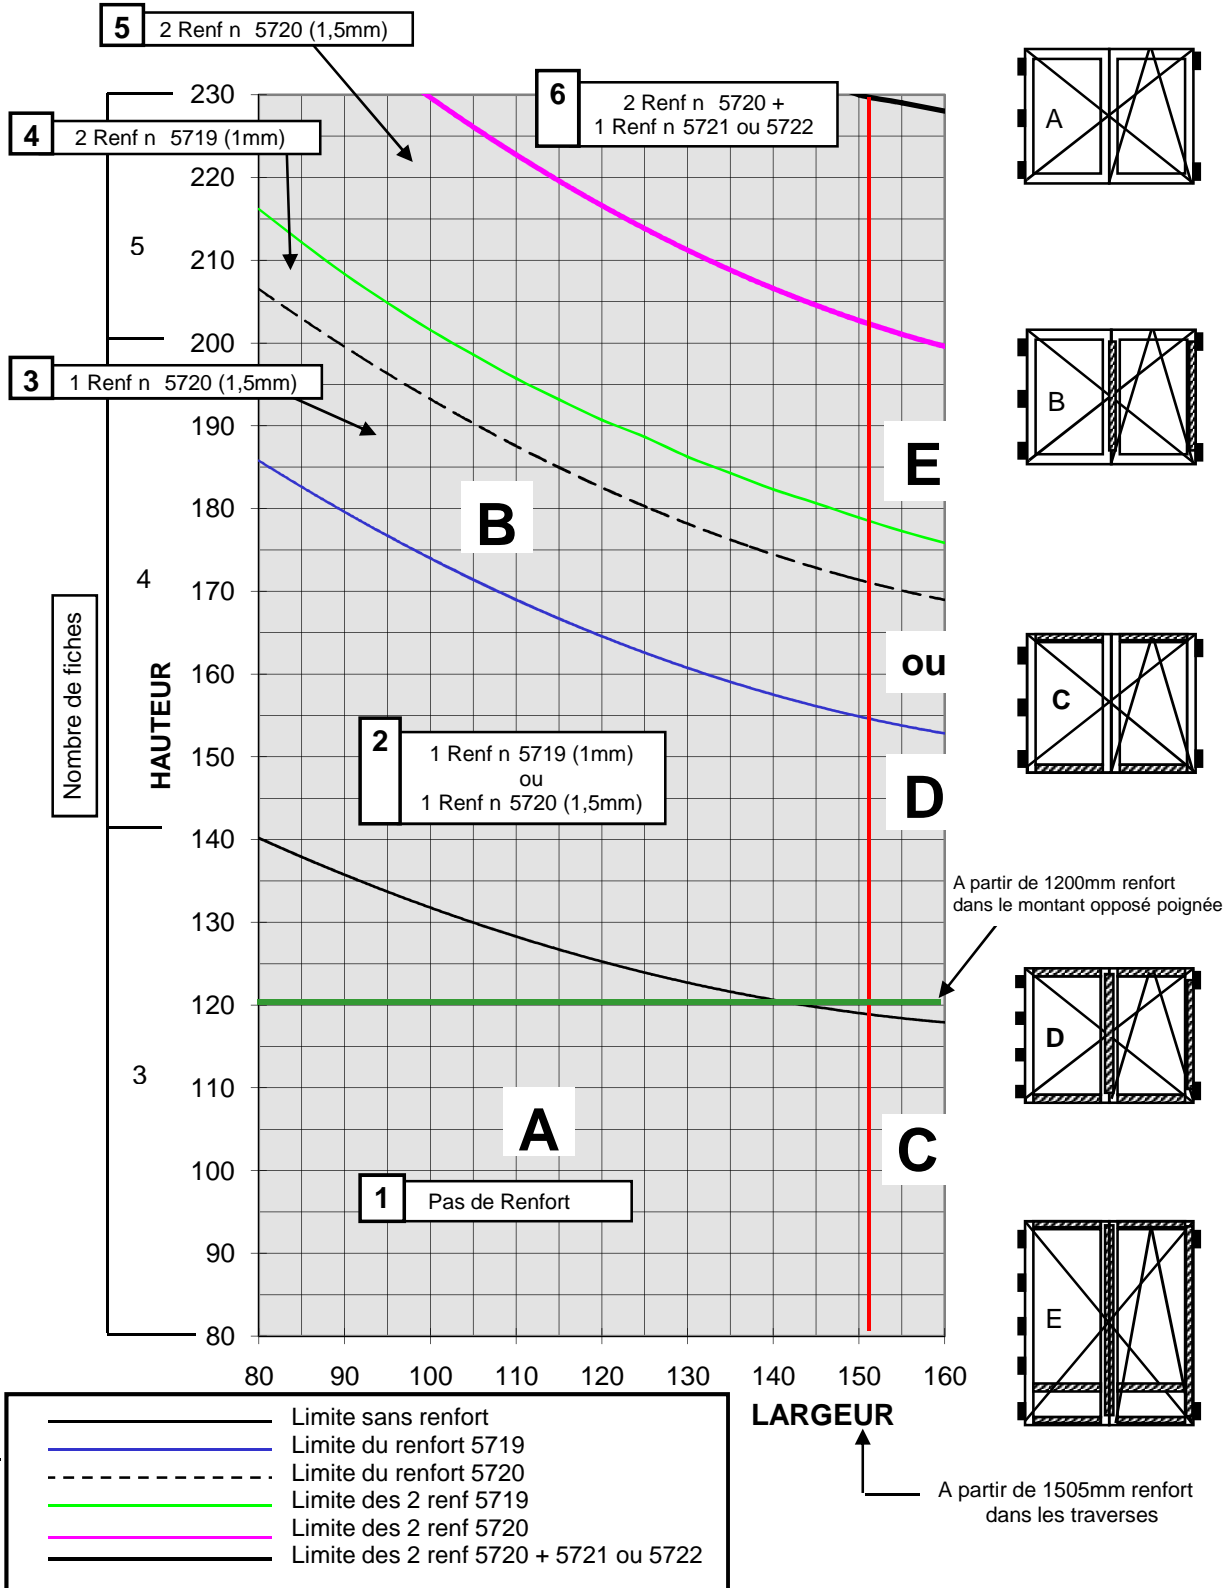 5 2 Renf n 5720 (1,5mm)
6 2 Renf n 5720 +
1 Renf n 5721 ou 5722
4 2 Renf n 5719 (1mm)
3 1 Renf n 5720 (1,5mm)
2 1 Renf n 5719 (1mm)
ou
1 Renf n 5720 (1,5mm)
1 Pas de Renfort
230
220
210
200
190
180
170
160
150
140
130
120
110
100
90
80
5
4
3
Nombre de fiches
HAUTEUR
B
A
E
ou
D
C
80 90 100 110 120 130 140 150 160
LARGEUR
A
B
C
A partir de 1200mm renfort
dans le montant opposé poignée
D
E
A partir de 1505mm renfort
dans les traverses
Limite sans renfort
Limite du renfort 5719
Limite du renfort 5720
Limite des 2 renf 5719
Limite des 2 renf 5720
Limite des 2 renf 5720 + 5721 ou 5722